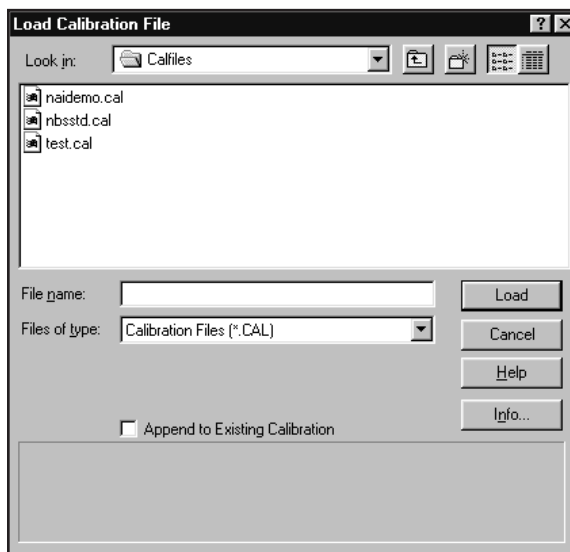 Load Calibration File
Look in: Calfiles
naidemo.cal
nbsstd.cal
test.cal
File name: Load
Files of type: Calibration Files (*.CAL) Cancel
Help
Info...
Append to Existing Calibration